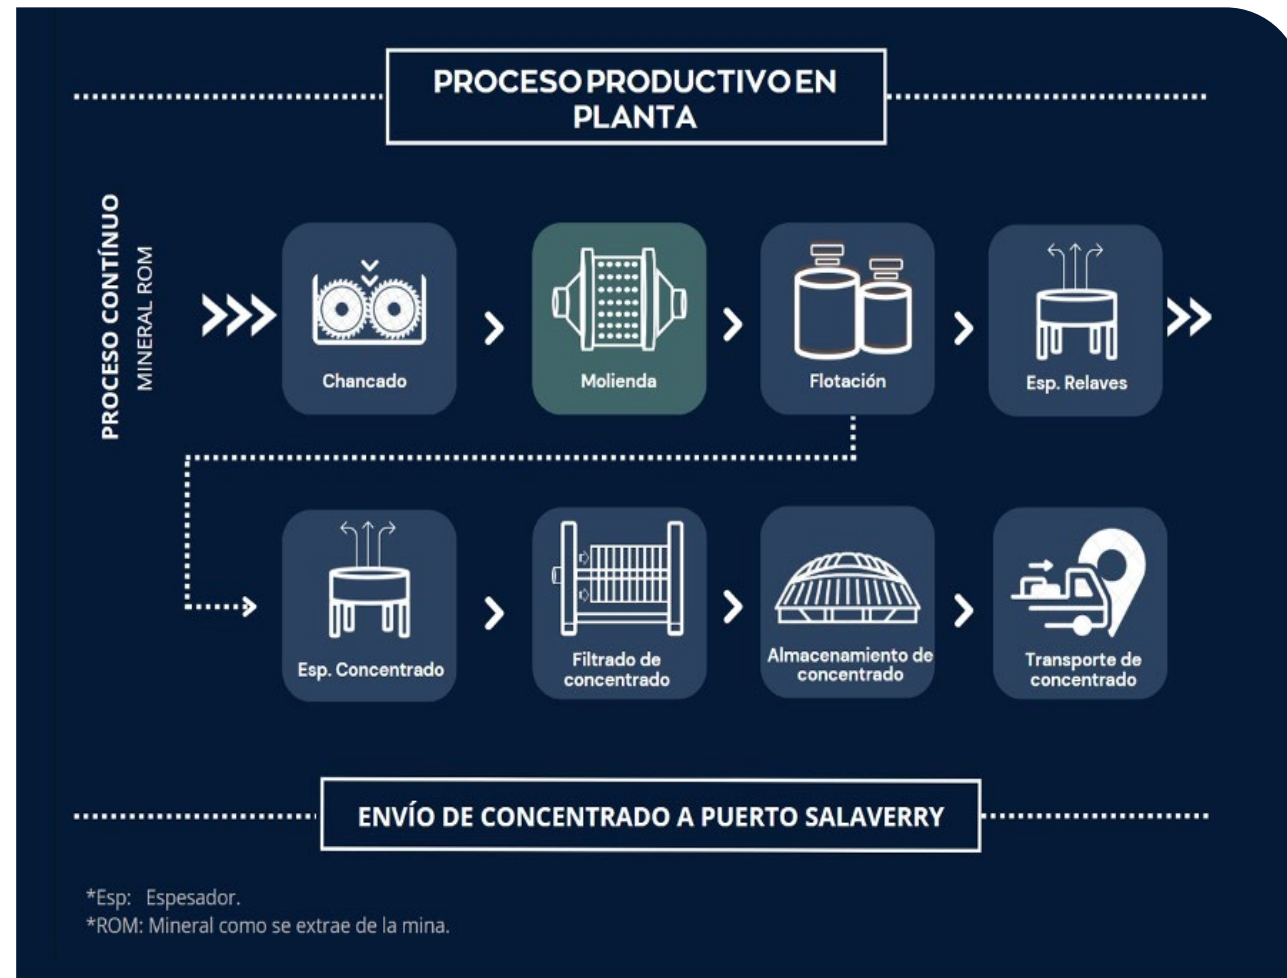 PROCESO PRODUCTIVO EN
PLANTA
PROCESO CONTÍNUO
MINERAL ROM
Chancado
Molienda
Flotación
Esp. Relaves
Esp. Concentrado
Filtrado de
concentrado
Almacenamiento de
concentrado
Transporte de
concentrado
ENVÍO DE CONCENTRADO A PUERTO SALAVERRY
*Esp: Espesador.
*ROM: Mineral como se extrae de la mina.